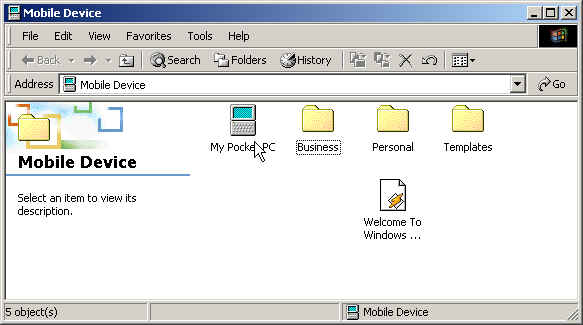 Mobile Device
File Edit View Favorites Tools Help
Back Search Folders History
Address Mobile Device Go
Mobile Device
Select an item to view its
description.
My Pocket PC Business Personal Templates
Welcome To
Windows ...
5 object(s) Mobile Device